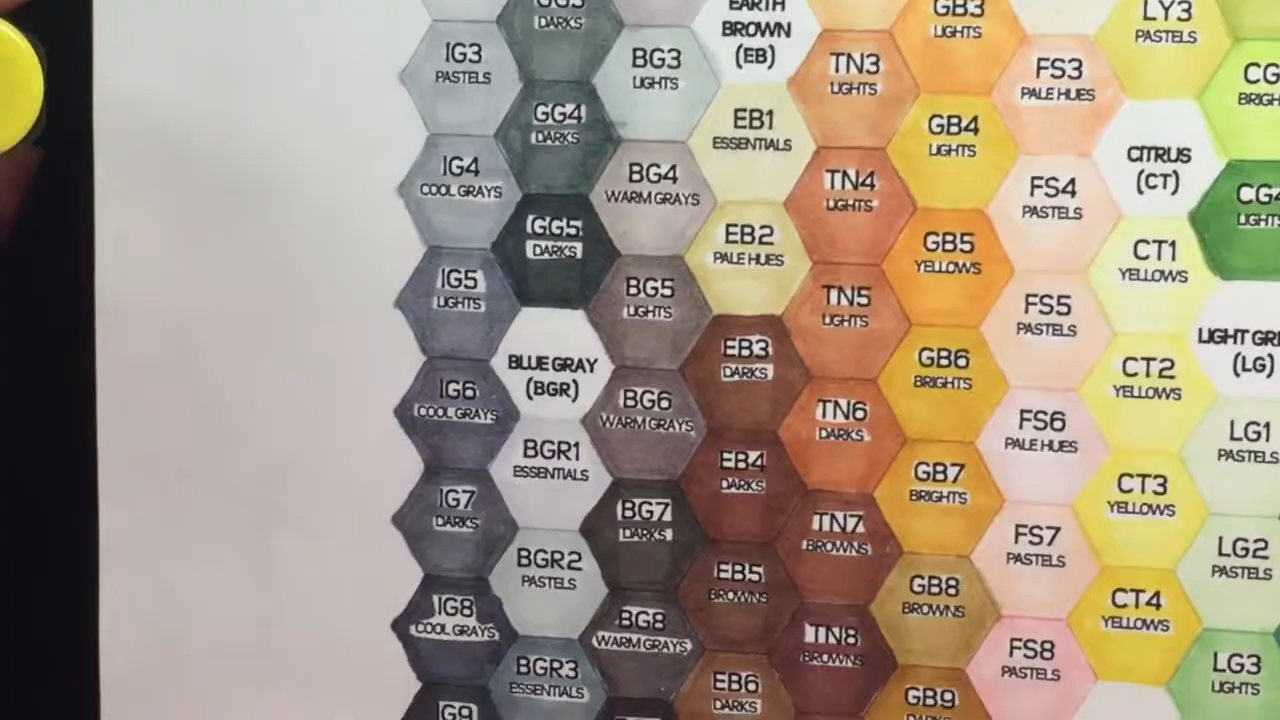 IG3
PASTELS
IG4
COOL GRAYS
IG5
LIGHTS
IG6
COOL GRAYS
IG7
DARKS
IG8
COOL GRAYS
IG9
GG3
DARKS
GG4
DARKS
GG5
DARKS
BLUE GRAY
(BGR)
BGR1
ESSENTIALS
BGR2
PASTELS
BGR3
ESSENTIALS
BG3
LIGHTS
BG4
WARM GRAYS
BG5
LIGHTS
BG6
WARM GRAYS
BG7
DARKS
BG8
WARM GRAYS
EARTH
BROWN
(EB)
EB1
ESSENTIALS
EB2
PALE HUES
EB3
DARKS
EB4
DARKS
EB5
BROWNS
EB6
DARKS
TN3
LIGHTS
TN4
LIGHTS
TN5
LIGHTS
TN6
DARKS
TN7
BROWNS
TN8
BROWNS
GB3
LIGHTS
GB4
LIGHTS
GB5
YELLOWS
GB6
BRIGHTS
GB7
BRIGHTS
GB8
BROWNS
GB9
FS3
PALE HUES
FS4
PASTELS
FS5
PASTELS
FS6
PALE HUES
FS7
PASTELS
FS8
PASTELS
LY3
PASTELS
CITRUS
(CT)
CT1
YELLOWS
CT2
YELLOWS
CT3
YELLOWS
CT4
YELLOWS
CG
BRIGH
CG4
LIGHTS
LIGHT GRE
(LG)
LG1
PASTELS
LG2
PASTELS
LG3
LIGHTS